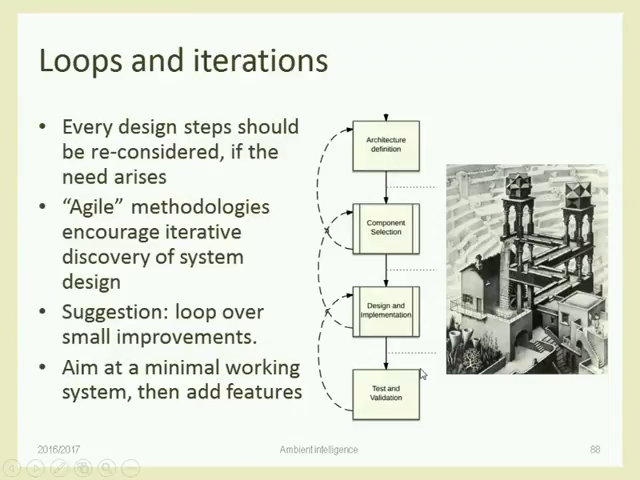 Loops and iterations
• Every design steps should
be re-considered, if the
need arises
• “Agile” methodologies
encourage iterative
discovery of system
design
• Suggestion: loop over
small improvements.
• Aim at a minimal working
system, then add features
Architecture
definition
Component
Selection
Design and
Implementation
Test and
Validation
2016/2017
Ambient intelligence
88